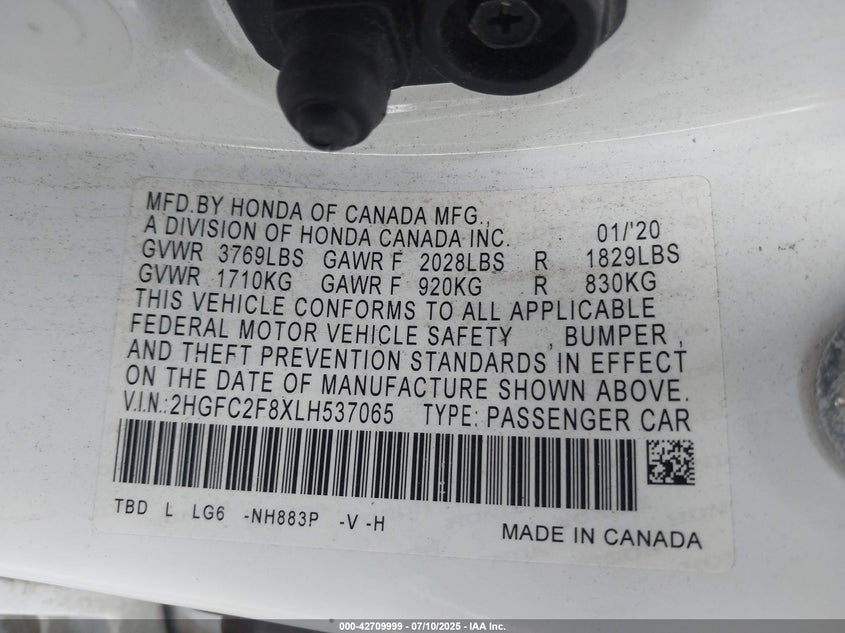 MFD.BY HONDA OF CANADA MFG.,
A DIVISION OF HONDA CANADA INC. 01/'20
GVWR 3769LBS GAWR F 2028LBS R 1829LBS
GVWR 1710KG GAWR F 920KG R 830KG
THIS VEHICLE CONFORMS TO ALL APPLICABLE
FEDERAL MOTOR VEHICLE SAFETY , BUMPER ,
AND THEFT PREVENTION STANDARDS IN EFFECT
ON THE DATE OF MANUFACTURE SHOWN ABOVE.
V.I.N.: 2HGFC2F8XLH537065 TYPE: PASSENGER CAR
TBD L LG6 -NH883P -V -H
MADE IN CANADA
000-42709999 - 07/10/2025 - IAA Inc.